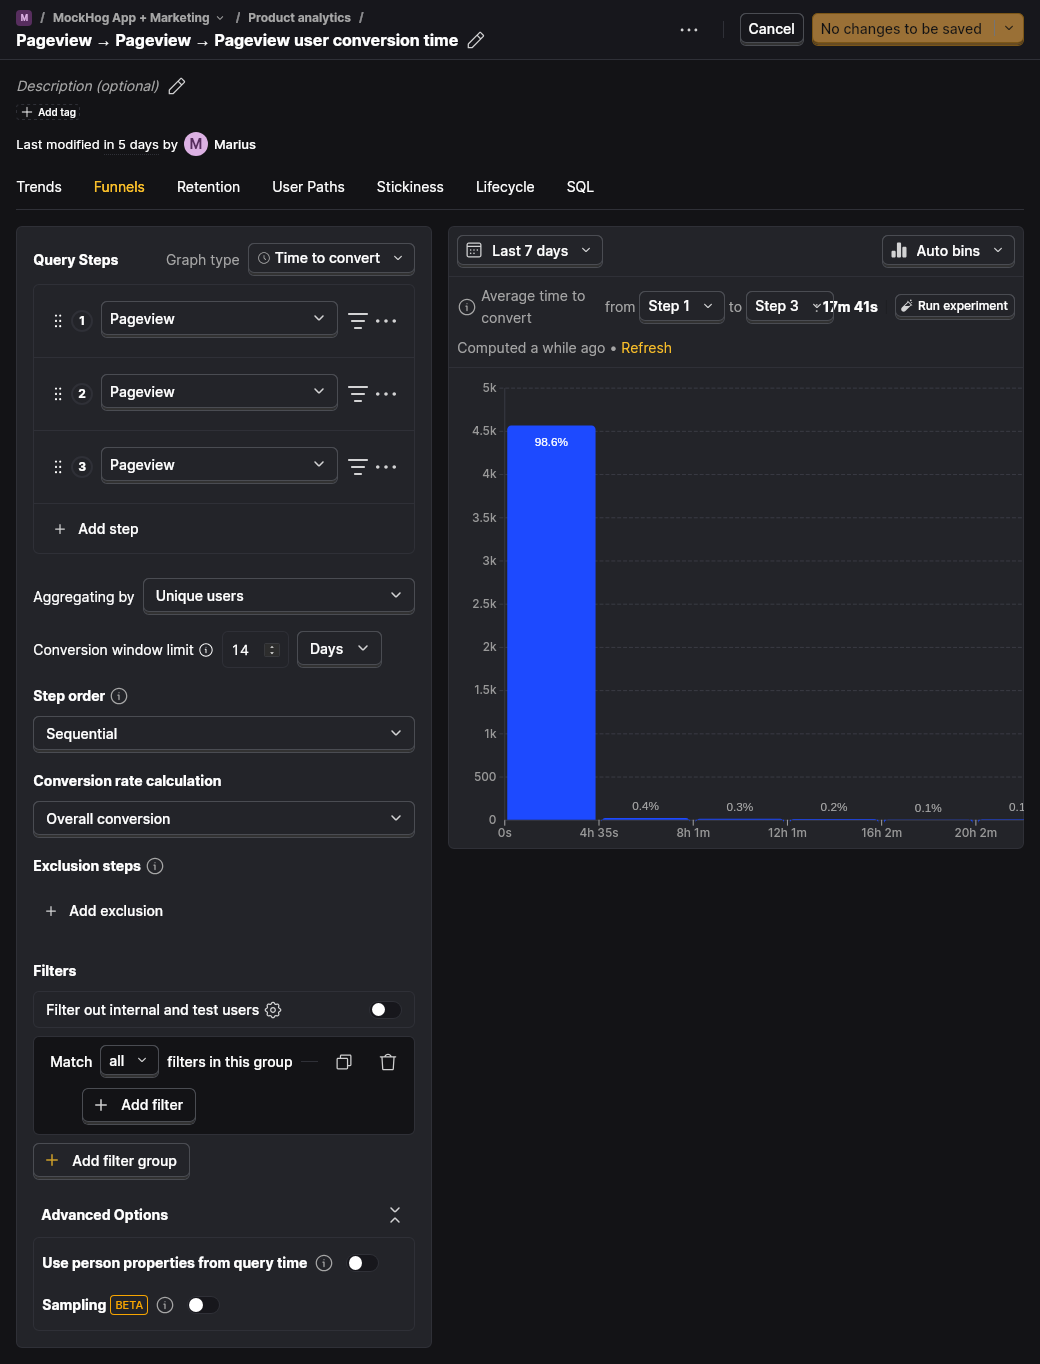 M / MockHog App + Marketing / Product analytics /
Pageview → Pageview → Pageview user conversion time
Cancel
No changes to be saved
Description (optional)
Add tag
Last modified in 5 days by M Marius
Trends Funnels Retention User Paths Stickiness Lifecycle SQL
Query Steps
Graph type
Time to convert
1 Pageview
2 Pageview
3 Pageview
Add step
Aggregating by Unique users
Conversion window limit 14 Days
Step order
Sequential
Conversion rate calculation
Overall conversion
Exclusion steps
Add exclusion
Filters
Filter out internal and test users
Match all filters in this group
Add filter
Add filter group
Advanced Options
Use person properties from query time
Sampling BETA
Last 7 days
Auto bins
Average time to
convert
from Step 1 to Step 3 : 17m 41s
Run experiment
Computed a while ago • Refresh
5k
4.5k
98.6%
4k
3.5k
3k
2.5k
2k
1.5k
1k
500
0.4% 0.3% 0.2% 0.1% 0.1
0
0s 4h 35s 8h 1m 12h 1m 16h 2m 20h 2m